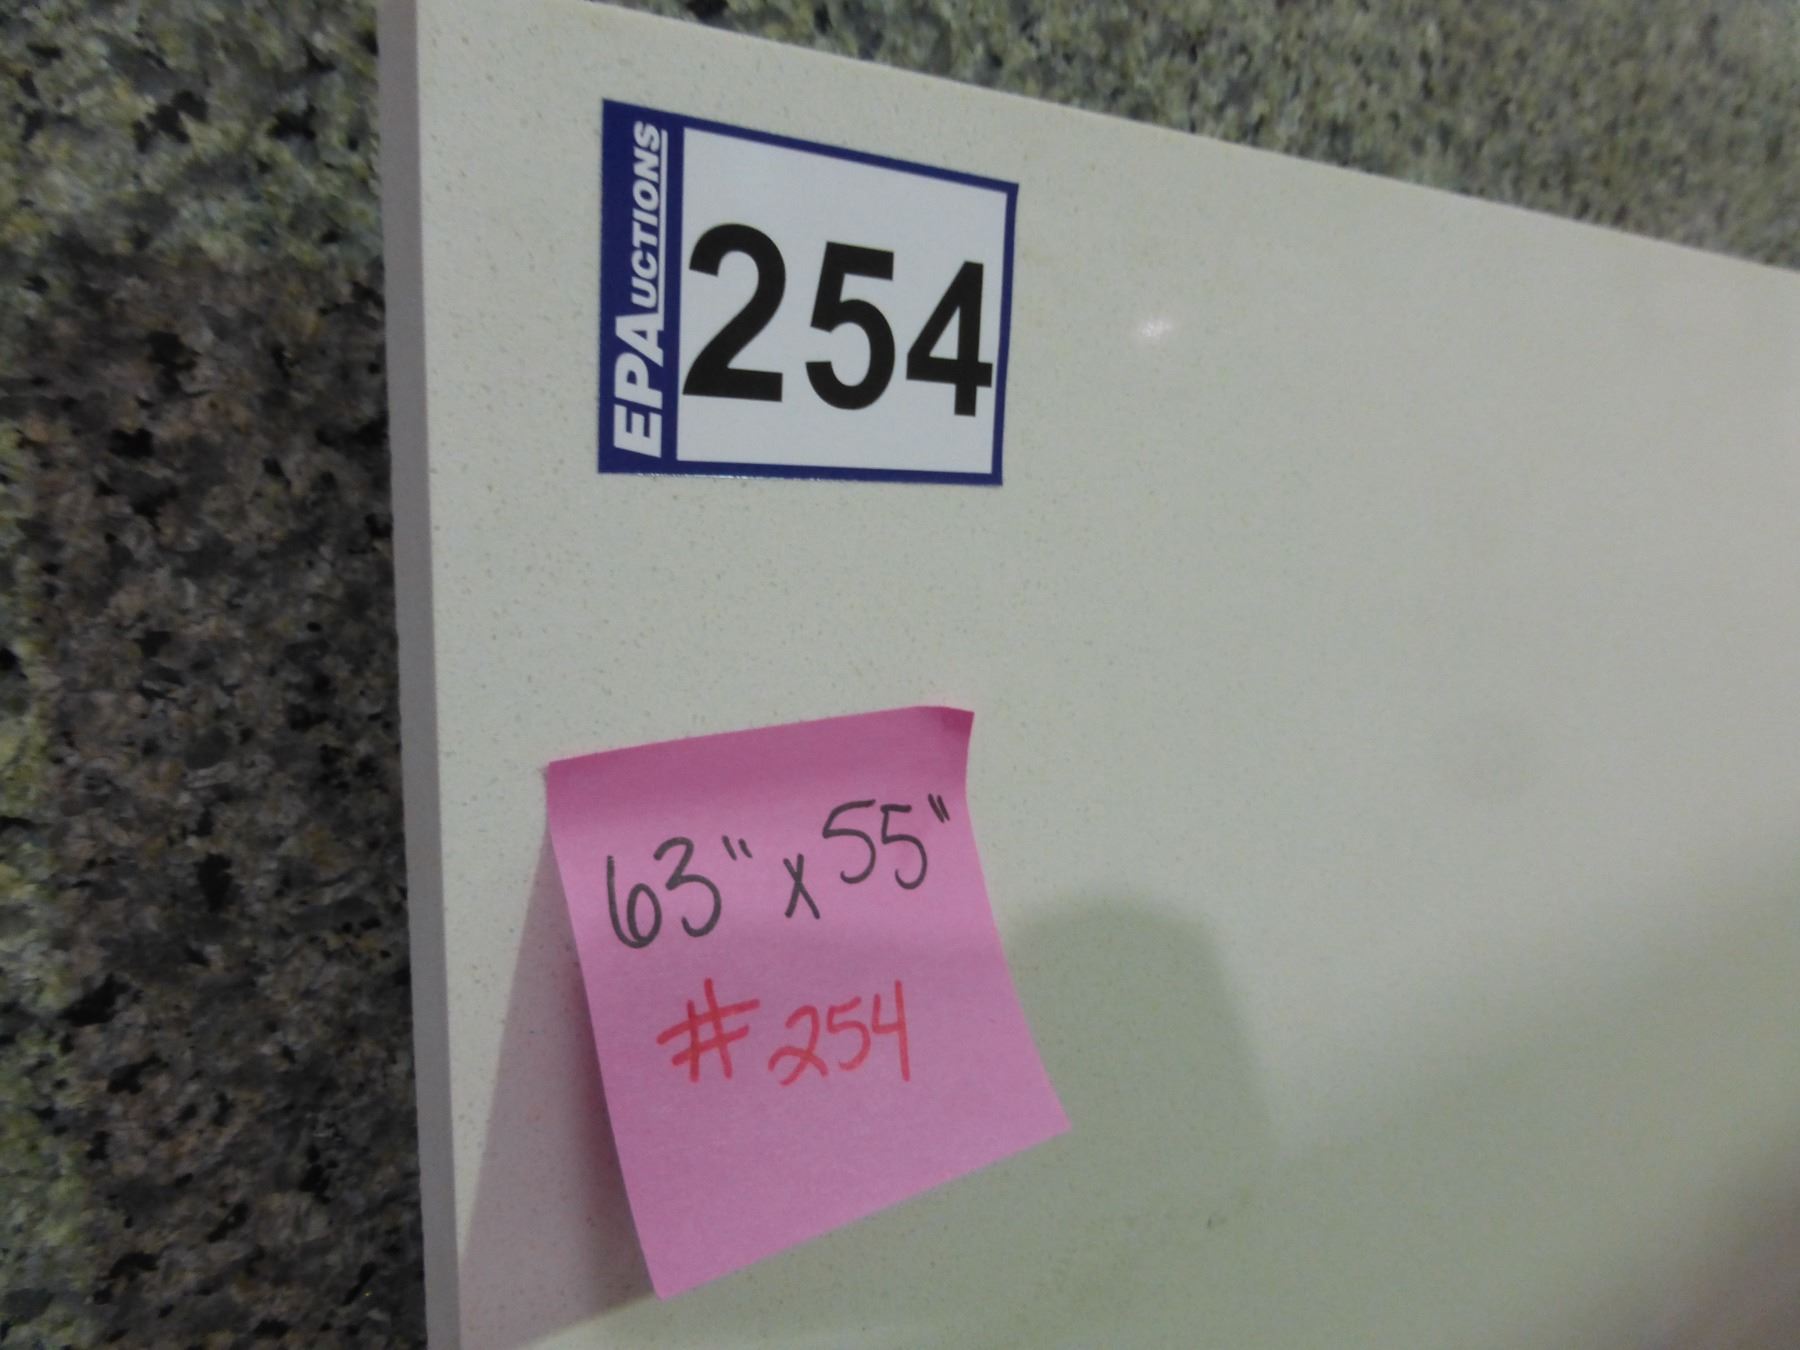 EPAUCTIONS
254
63" x 55"
# 254